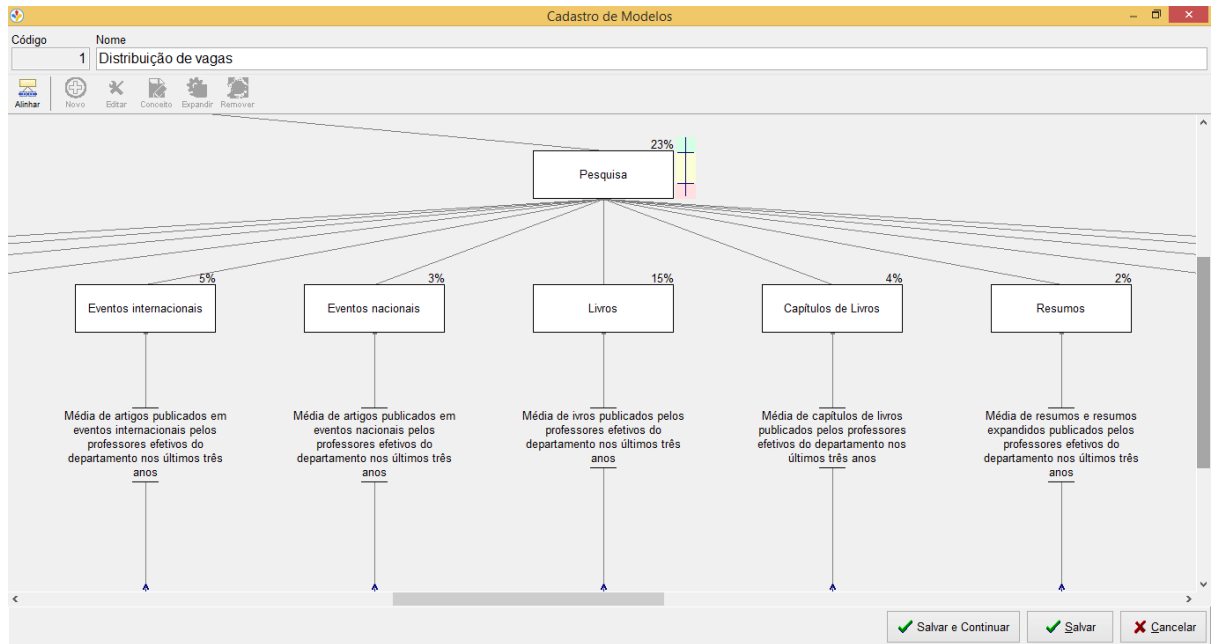 Cadastro de Modelos
Código
Nome
1
Distribuição de vagas
Alinhar
Novo
Editar
Conceito
Expandir
Remover
23%
Pesquisa
5%
Eventos internacionais
3%
Eventos nacionais
15%
Livros
4%
Capítulos de Livros
2%
Resumos
Média de artigos publicados em
eventos internacionais pelos
professores efetivos do
departamento nos últimos três
anos
Média de artigos publicados em
eventos nacionais pelos
professores efetivos do
departamento nos últimos três
anos
Média de ivros publicados pelos
professores efetivos do
departamento nos últimos três
anos
Média de capítulos de livros
publicados pelos professores
efetivos do departamento nos
últimos três anos
Média de resumos e resumos
expandidos publicados pelos
professores efetivos do
departamento nos últimos três
anos
Salvar e Continuar
Salvar
Cancelar